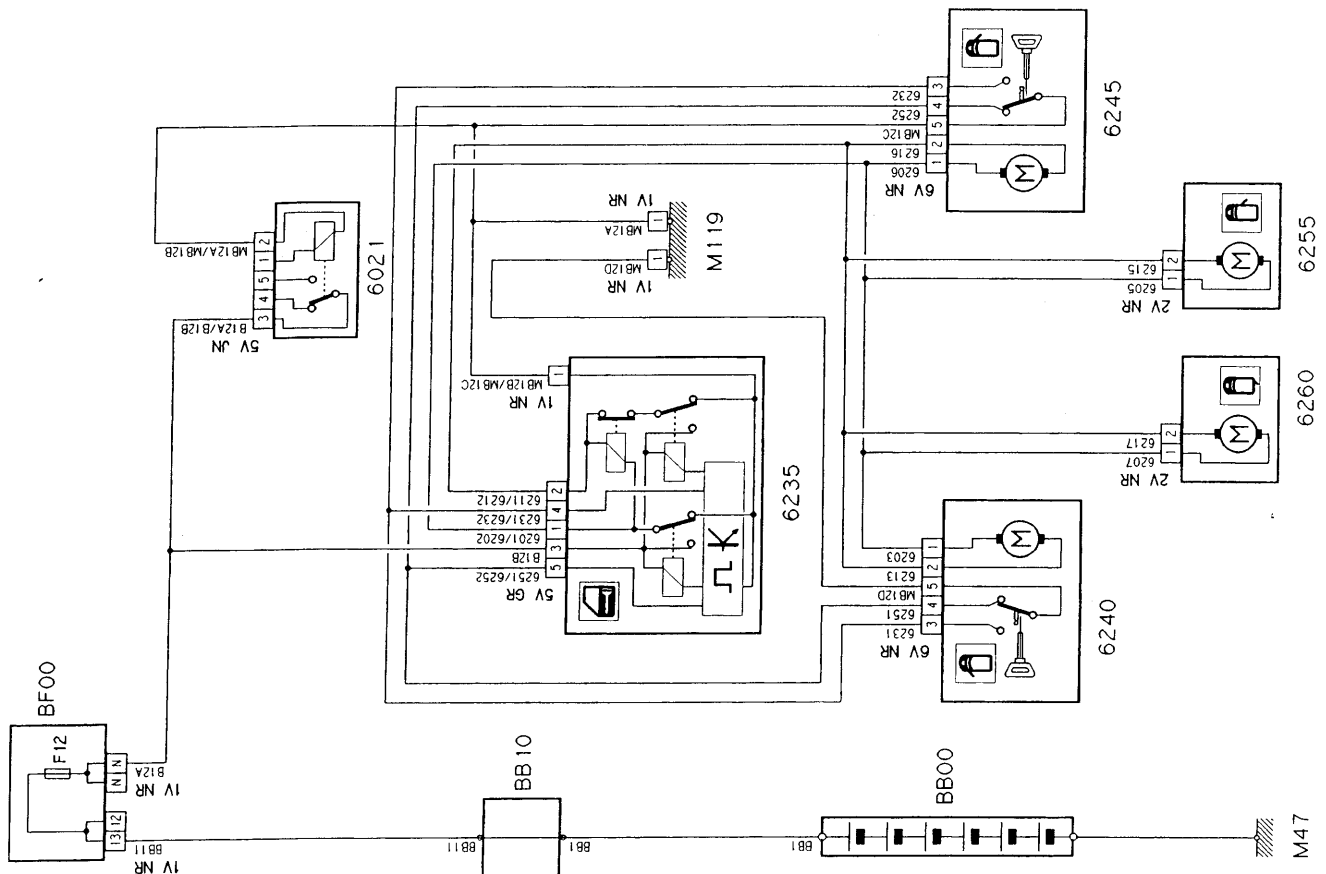 BF00
F12
N N
B12A
1V NR
13 12
BB11
1V NR
BB10
BB11
BB1
BB00
BB1
M47
6021
2
1
5
4
3
MB12A/MB12B
B12A/B12B
5V JN
M119
1
MB12A
1V NR
1
MB12D
1V NR
6235
1
MB12B/MB12C
1V NR
2
4
1
3
5
6211/6212
6231/6232
6201/6202
B12B
6251/6252
5V GR
6245
3
4
5
2
1
6232
6252
MB12C
6216
6206
6V NR
M
6255
2
1
6215
6205
2V NR
M
6260
2
1
6217
6207
2V NR
M
6240
1
2
5
4
3
6203
6213
MB12D
6251
6231
6V NR
M